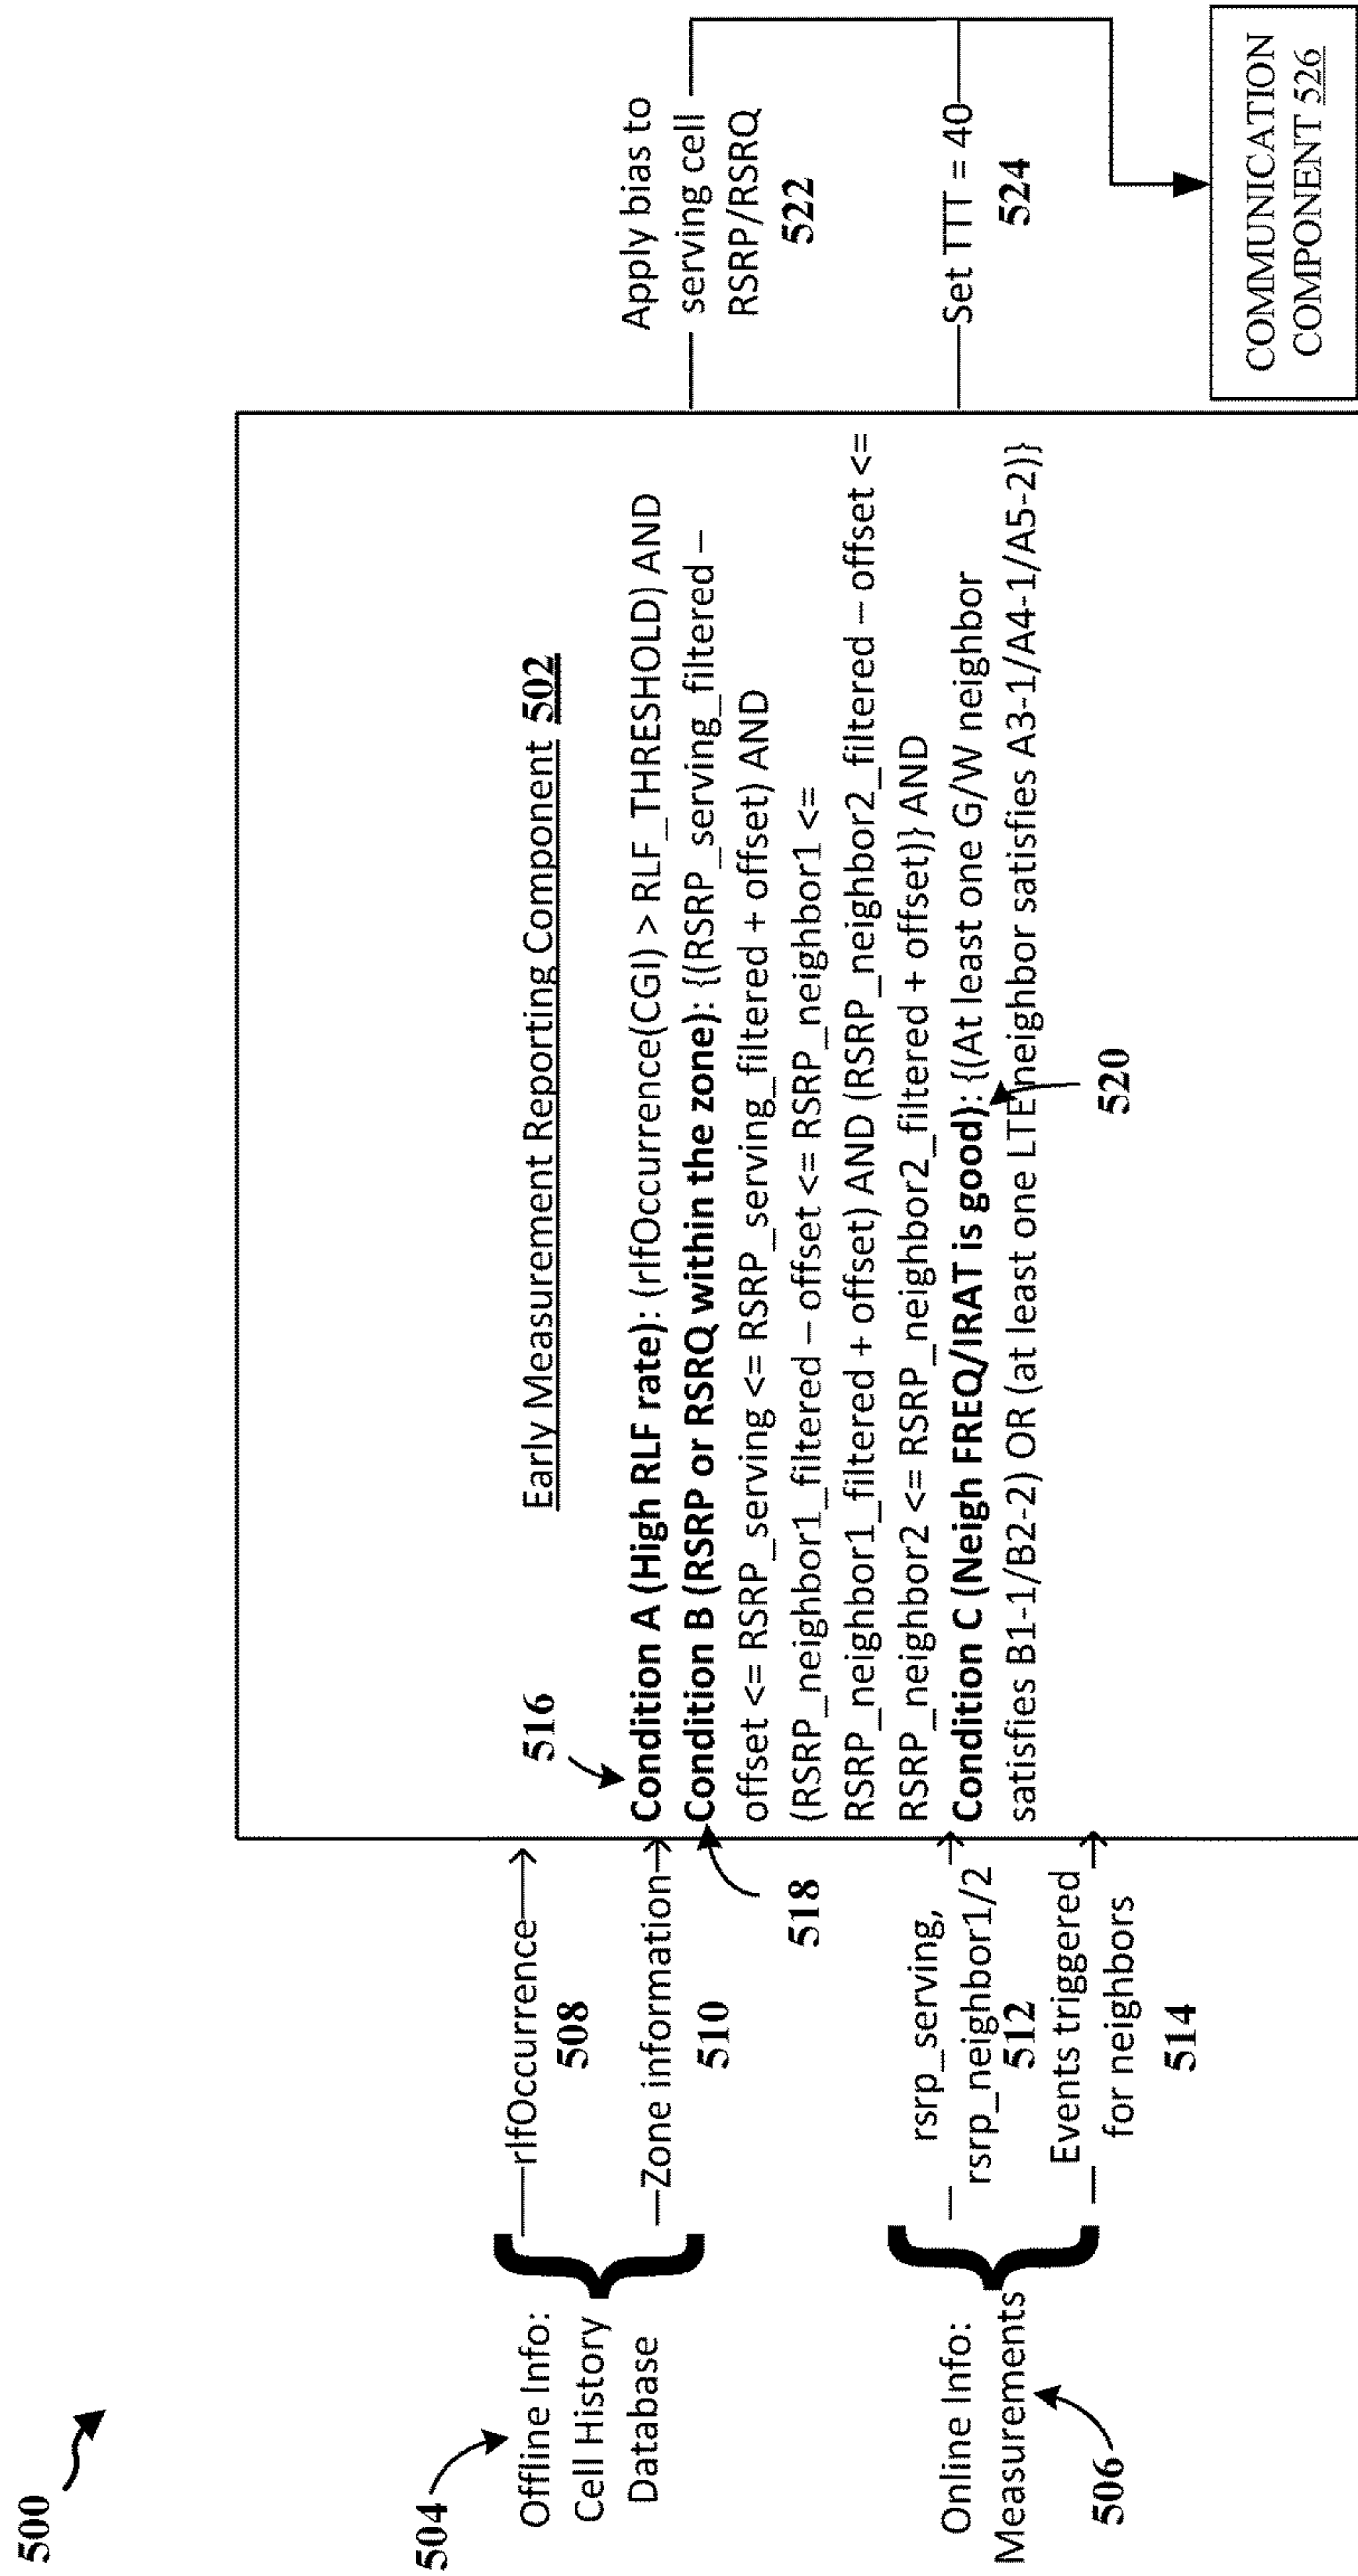 500
504
Offline Info:
Cell History
Database
Online Info:
Measurements
506
rlfOccurrence
508
Zone information
510
518
rsrp_serving,
rsrp_neighbor1/2
512
Events triggered
for neighbors
514
Early Measurement Reporting Component 502
516
Condition A (High RLF rate): (rlfOccurrence(CGI) > RLF_THRESHOLD) AND
Condition B (RSRP or RSRQ within the zone): {(RSRP_serving_filtered –
offset <= RSRP_serving <= RSRP_serving_filtered + offset) AND
(RSRP_neighbor1_filtered – offset <= RSRP_neighbor1 <=
RSRP_neighbor1_filtered + offset) AND (RSRP_neighbor2_filtered – offset <=
RSRP_neighbor2 <= RSRP_neighbor2_filtered + offset)} AND
Condition C (Neigh FREQ/IRAT is good): {(At least one G/W neighbor
satisfies B1-1/B2-2) OR (at least one LTE neighbor satisfies A3-1/A4-1/A5-2)}
520
Apply bias to
serving cell
RSRP/RSRQ
522
Set TTT = 40
524
COMMUNICATION
COMPONENT 526